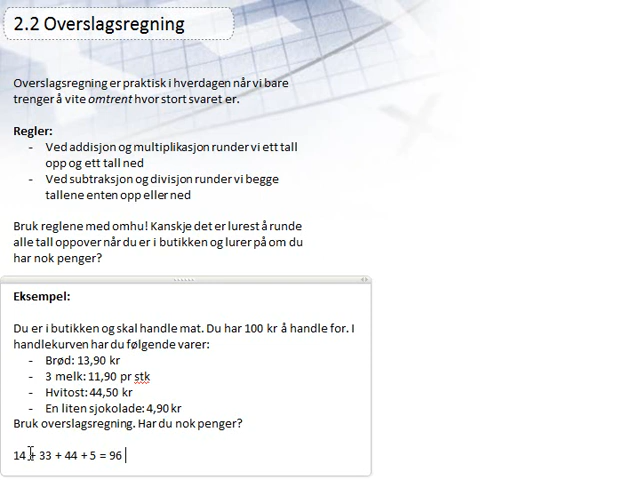 2.2 Overslagsregning
Overslagsregning er praktisk i hverdagen når vi bare
trenger å vite omtrent hvor stort svaret er.
Regler:
- Ved addisjon og multiplikasjon runder vi ett tall
opp og ett tall ned
- Ved subtraksjon og divisjon runder vi begge
tallene enten opp eller ned
Bruk reglene med omhu! Kanskje det er lurest å runde
alle tall oppover når du er i butikken og lurer på om du
har nok penger?
Eksempel:
Du er i butikken og skal handle mat. Du har 100 kr å handle for. I
handlekurven har du følgende varer:
- Brød: 13,90 kr
- 3 melk: 11,90 pr stk
- Hvitost: 44,50 kr
- En liten sjokolade: 4,90 kr
Bruk overslagsregning. Har du nok penger?
14 + 33 + 44 + 5 = 96